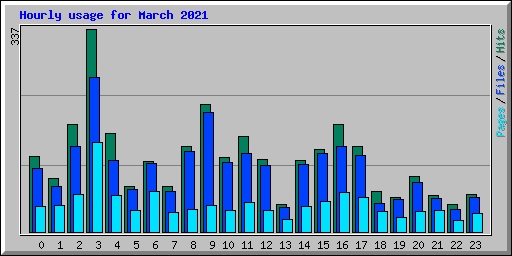 Hourly usage for March 2021
337
Pages / Files / Hits
0 1 2 3 4 5 6 7 8 9 10 11 12 13 14 15 16 17 18 19 20 21 22 23